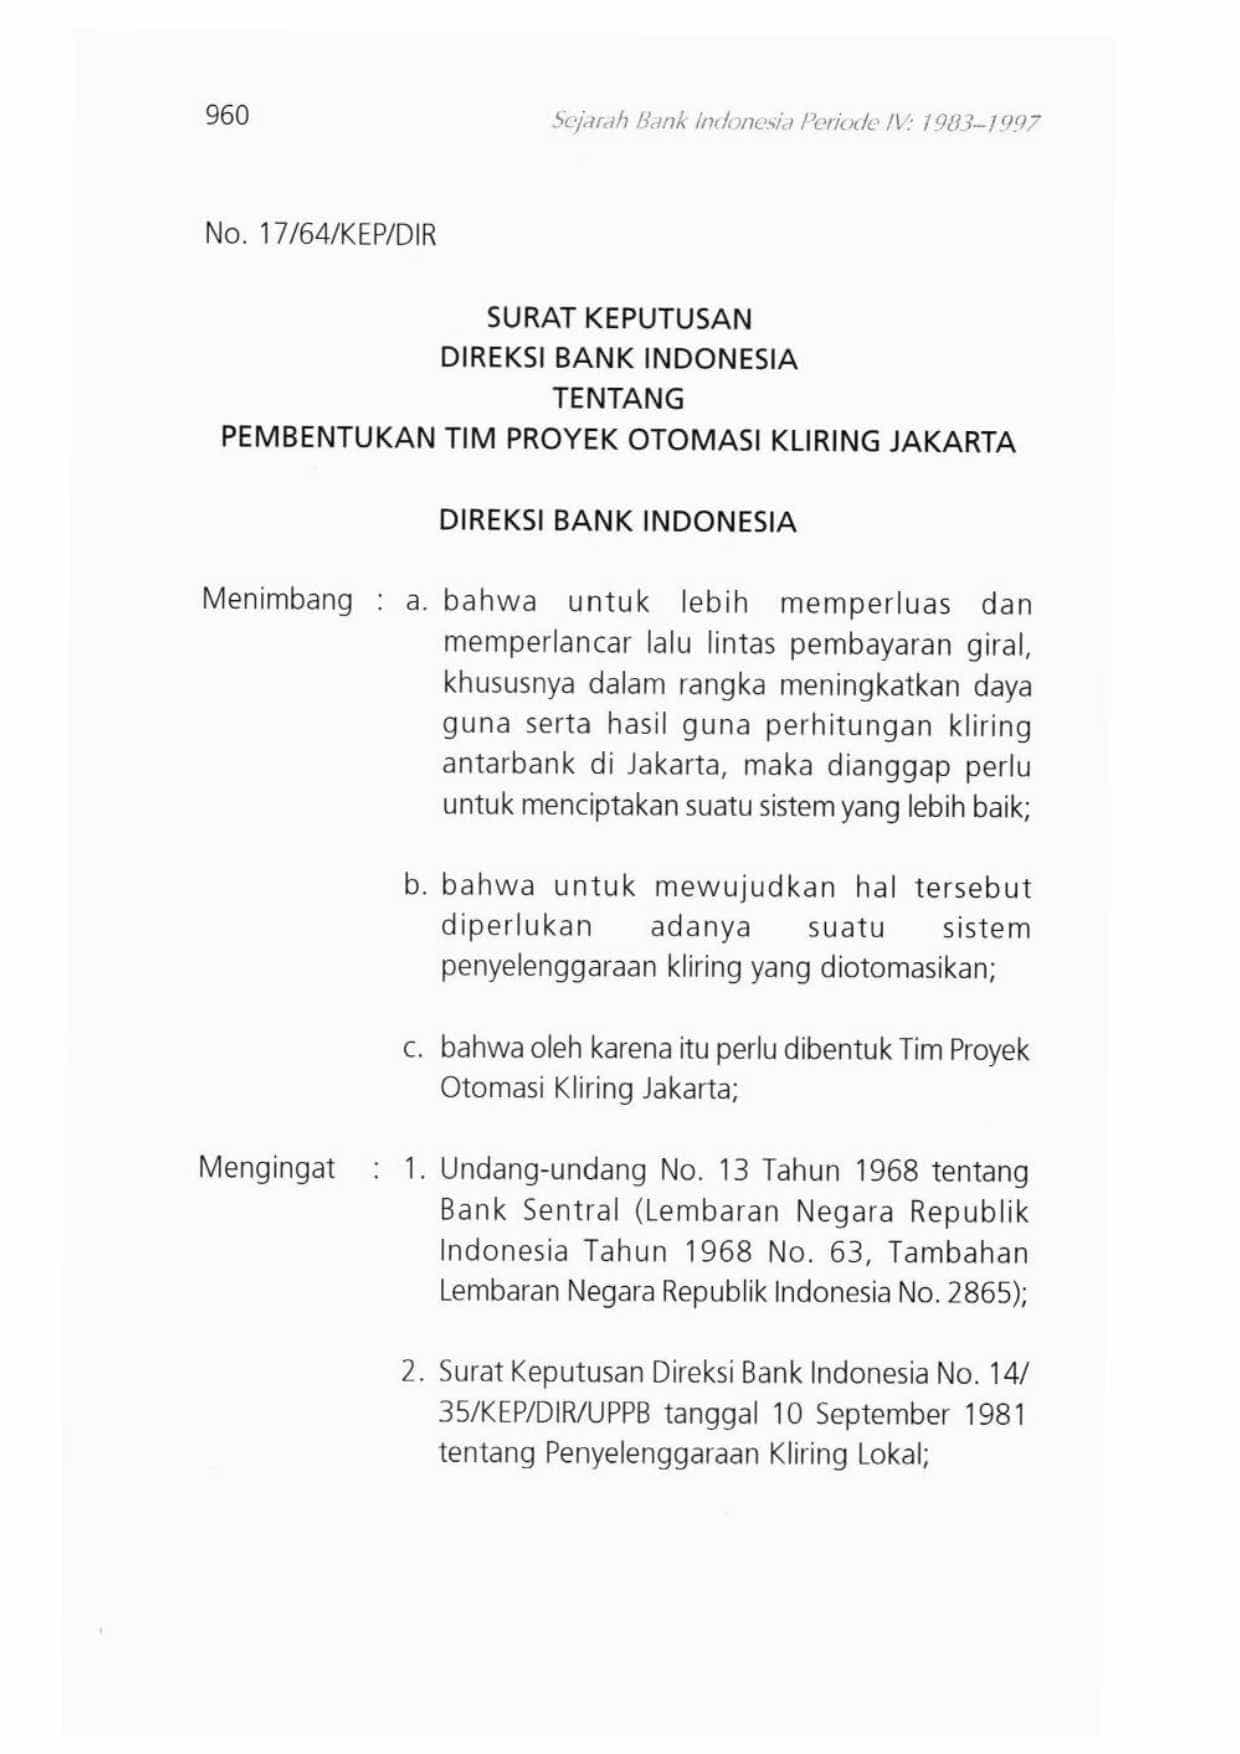 960
Sejarah Bank Indonesia Periode IV: 1983–1997
No. 17/64/KEP/DIR
SURAT KEPUTUSAN
DIREKSI BANK INDONESIA
TENTANG
PEMBENTUKAN TIM PROYEK OTOMASI KLIRING JAKARTA
DIREKSI BANK INDONESIA
Menimbang : a. bahwa untuk lebih memperluas dan
memperlancar lalu lintas pembayaran giral,
khususnya dalam rangka meningkatkan daya
guna serta hasil guna perhitungan kliring
antarbank di Jakarta, maka dianggap perlu
untuk menciptakan suatu sistem yang lebih baik;
b. bahwa untuk mewujudkan hal tersebut
diperlukan adanya suatu sistem
penyelenggaraan kliring yang diotomasikan;
c. bahwa oleh karena itu perlu dibentuk Tim Proyek
Otomasi Kliring Jakarta;
Mengingat : 1. Undang-undang No. 13 Tahun 1968 tentang
Bank Sentral (Lembaran Negara Republik
Indonesia Tahun 1968 No. 63, Tambahan
Lembaran Negara Republik Indonesia No. 2865);
2. Surat Keputusan Direksi Bank Indonesia No. 14/
35/KEP/DIR/UPPB tanggal 10 September 1981
tentang Penyelenggaraan Kliring Lokal;